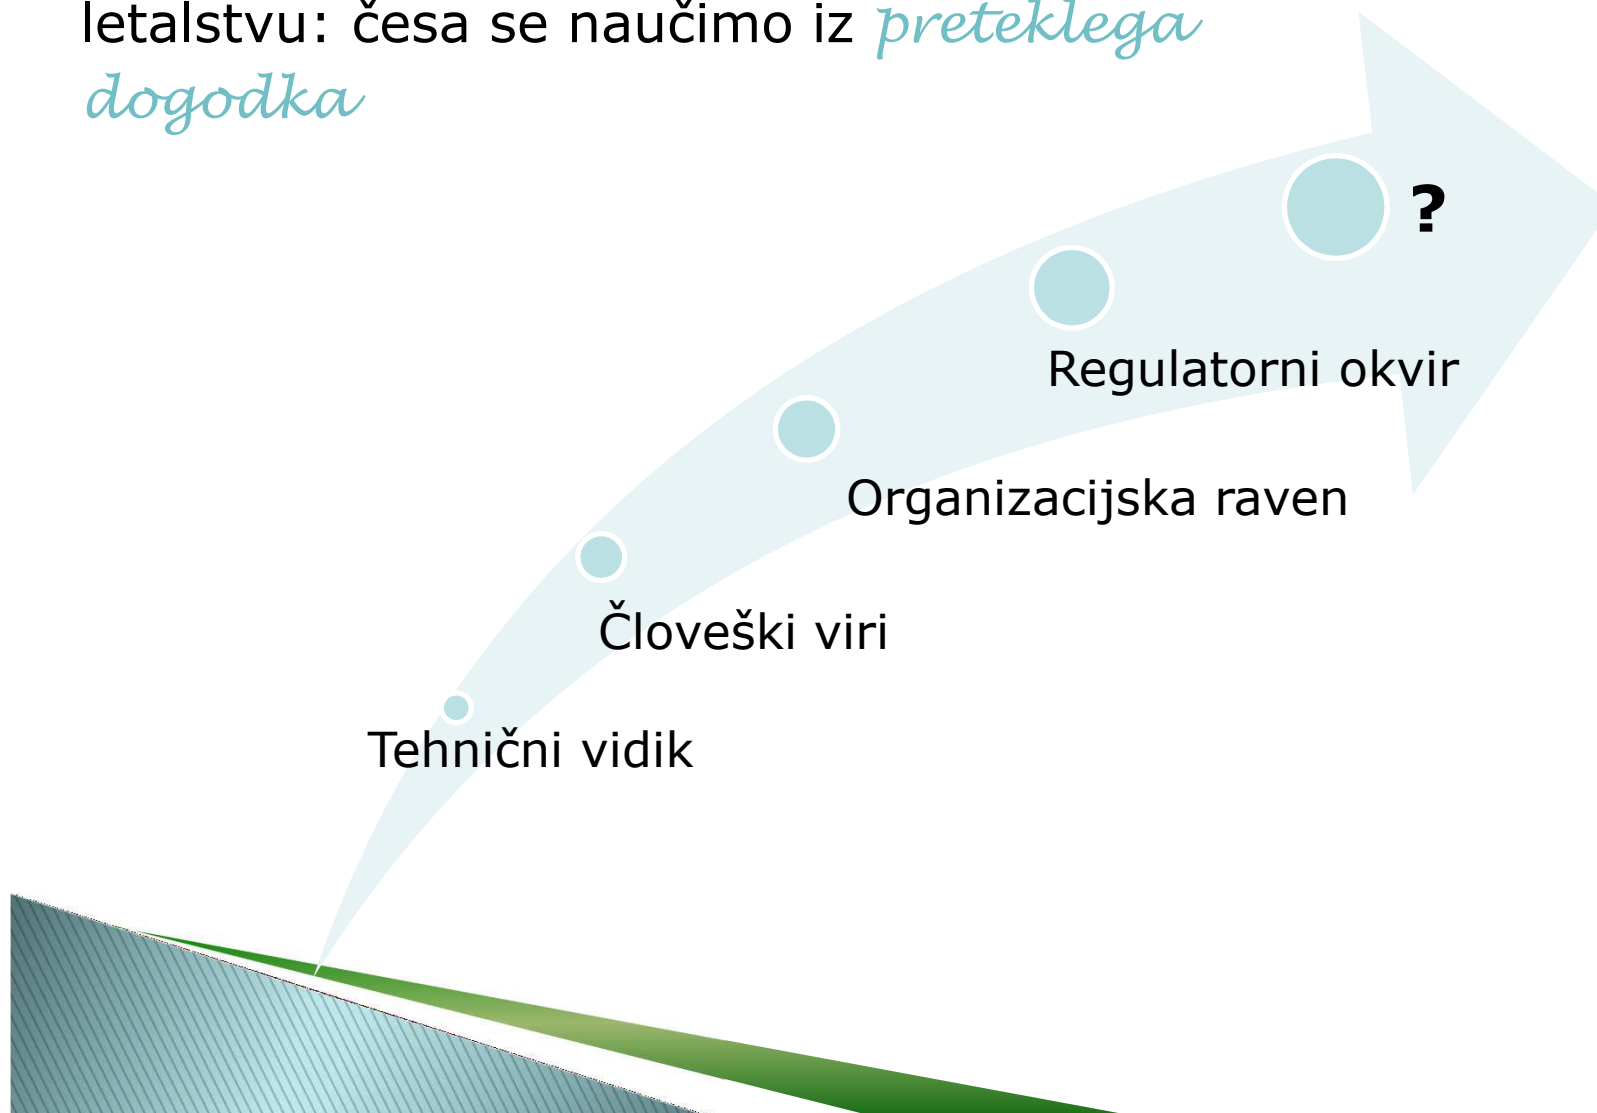 letalstvu: česa se naučimo iz preteklega
dogodka
?
Regulatorni okvir
Organizacijska raven
Človeški viri
Tehnični vidik